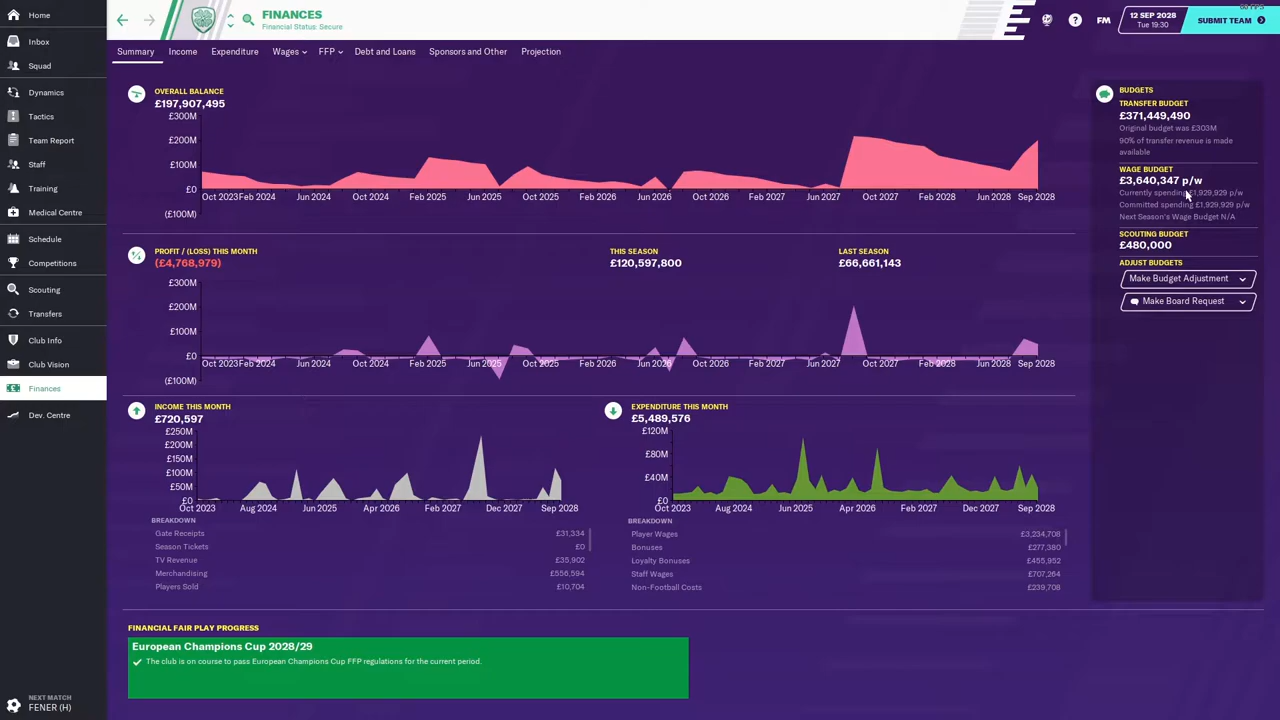 60 FPS
FINANCES
Financial Status: Secure
FM
12 SEP 2028
Tue 19:30
SUBMIT TEAM
Inbox
Squad
Dynamics
Tactics
Team Report
Staff
Training
Medical Centre
Schedule
Competitions
Scouting
Transfers
Club Info
Club Vision
Finances
Dev. Centre
NEXT MATCH
FENER (H)
Summary Income Expenditure Wages FFP Debt and Loans Sponsors and Other Projection
OVERALL BALANCE
£197,907,495
£300M
£200M
£100M
£0
(£100M)
Oct 2023 Feb 2024 Jun 2024 Oct 2024 Feb 2025 Jun 2025 Oct 2025 Feb 2026 Jun 2026 Oct 2026 Feb 2027 Jun 2027 Oct 2027 Feb 2028 Jun 2028 Sep 2028
PROFIT / (LOSS) THIS MONTH
(£4,768,979)
THIS SEASON
£120,597,800
LAST SEASON
£66,661,143
£300M
£200M
£100M
£0
(£100M)
Oct 2023 Feb 2024 Jun 2024 Oct 2024 Feb 2025 Jun 2025 Oct 2025 Feb 2026 Jun 2026 Oct 2026 Feb 2027 Jun 2027 Oct 2027 Feb 2028 Jun 2028 Sep 2028
INCOME THIS MONTH
£720,597
£250M
£200M
£150M
£100M
£50M
£0
Oct 2023 Aug 2024 Jun 2025 Apr 2026 Feb 2027 Dec 2027 Sep 2028
BREAKDOWN
Gate Receipts £31,334
Season Tickets £0
TV Revenue £35,902
Merchandising £556,594
Players Sold £10,704
EXPENDITURE THIS MONTH
£5,489,576
£120M
£80M
£40M
£0
Oct 2023 Aug 2024 Jun 2025 Apr 2026 Feb 2027 Dec 2027 Sep 2028
BREAKDOWN
Player Wages £3,234,708
Bonuses £277,380
Loyalty Bonuses £455,952
Staff Wages £707,264
Non-Football Costs £239,708
FINANCIAL FAIR PLAY PROGRESS
European Champions Cup 2028/29
The club is on course to pass European Champions Cup FFP regulations for the current period.
BUDGETS
TRANSFER BUDGET
£371,449,490
Original budget was £303M
90% of transfer revenue is made
available
WAGE BUDGET
£3,640,347 p/w
Currently spending £1,929,929 p/w
Committed spending £1,929,929 p/w
Next Season's Wage Budget N/A
SCOUTING BUDGET
£480,000
ADJUST BUDGETS
Make Budget Adjustment
Make Board Request